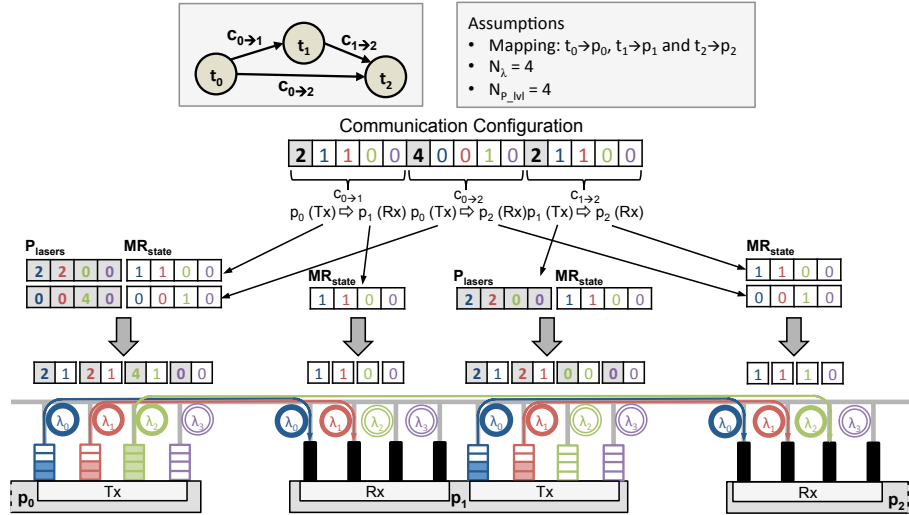 c0→1
t1
c1→2
t0
c0→2
t2
Assumptions
• Mapping: t0→p0, t1→p1 and t2→p2
• Nλ = 4
• NP_lvl = 4
Communication Configuration
2 1 1 0 0 4 0 0 1 0 2 1 1 0 0
c0→1 c0→2 c1→2
p0 (Tx) ⇨ p1 (Rx) p0 (Tx) ⇨ p2 (Rx) p1 (Tx) ⇨ p2 (Rx)
Plasers MRstate
2 2 0 0 1 1 0 0
0 0 4 0 0 0 1 0
MRstate
1 1 0 0
Plasers MRstate
2 2 0 0 1 1 0 0
MRstate
1 1 0 0
0 0 1 0
2 1 2 1 4 1 0 0
1 1 0 0
2 1 2 1 0 0 0 0
1 1 1 0
λ0 λ1 λ2 λ3 λ0 λ1 λ2 λ3 λ0 λ1 λ2 λ3 λ0 λ1 λ2 λ3
p0 Tx Rx p1 Tx Rx p2